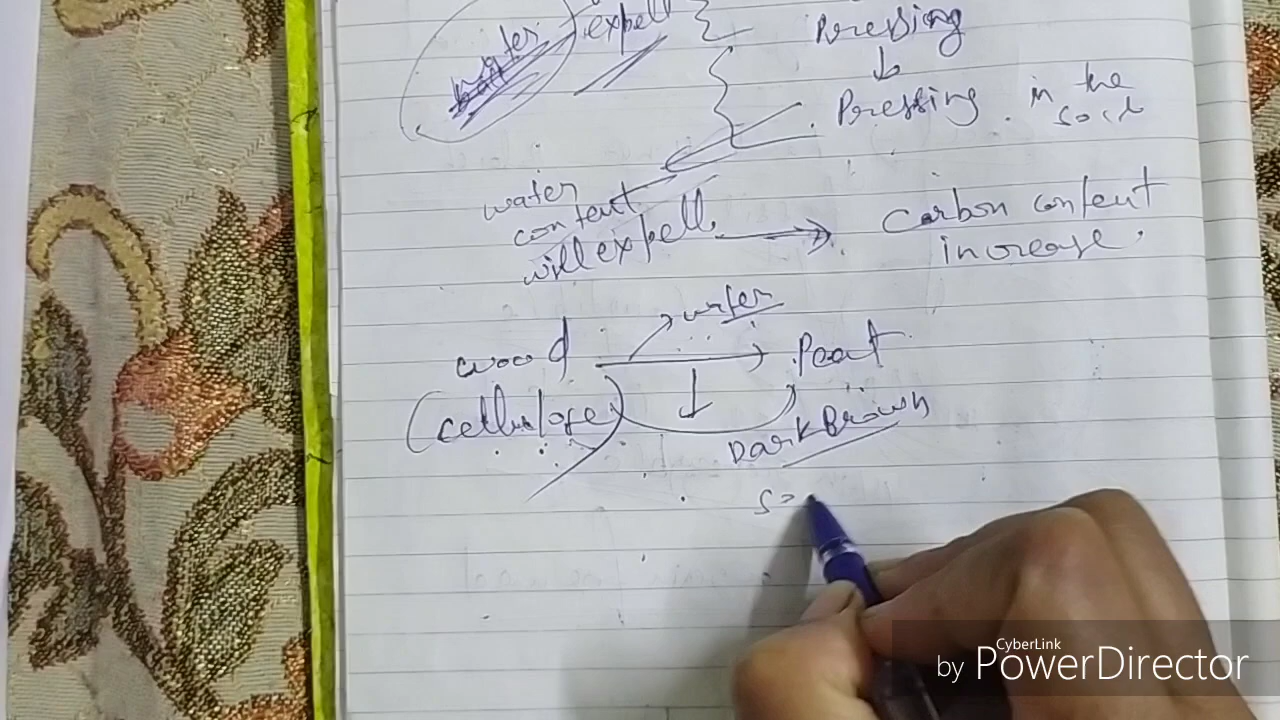 water expell
Pressing
Pressing in the
water
content
will expell. Carbon content
increase.
water
wood Peat
(cellulose)
Dark Brown
CyberLink
by PowerDirector